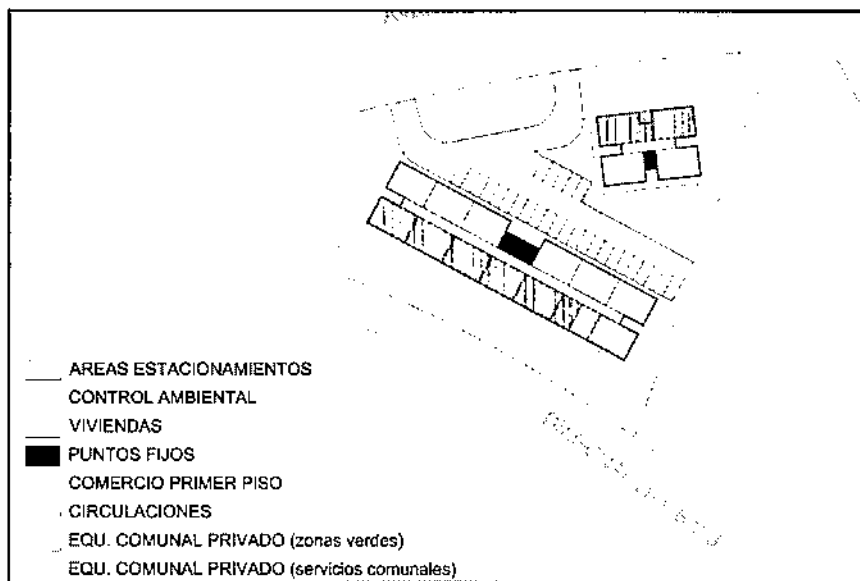 AREAS ESTACIONAMIENTOS
CONTROL AMBIENTAL
VIVIENDAS
PUNTOS FIJOS
COMERCIO PRIMER PISO
CIRCULACIONES
EQU. COMUNAL PRIVADO (zonas verdes)
EQU. COMUNAL PRIVADO (servicios comunales)